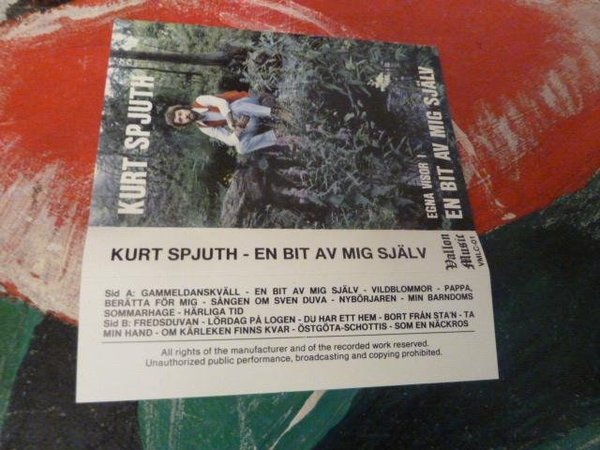 KURT SPJUTH
EGNA VISOR I
EN BIT AV MIG SJÄLV
KURT SPJUTH - EN BIT AV MIG SJÄLV
Vallon
Music
VMLC-01
Sid A: GAMMELDANSKVÄLL - EN BIT AV MIG SJÄLV - VILDBLOMMOR - PAPPA,
BERÄTTA FÖR MIG - SÅNGEN OM SVEN DUVA - NYBÖRJAREN - MIN BARNDOMS
SOMMARHAGE - HÄRLIGA TID
Sid B: FREDSDUVAN - LÖRDAG PÅ LOGEN - DU HAR ETT HEM - BORT FRÅN STA'N - TA
MIN HAND - OM KÄRLEKEN FINNS KVAR - ÖSTGÖTA-SCHOTTIS - SOM EN NÄCKROS
All rights of the manufacturer and of the recorded work reserved.
Unauthorized public performance, broadcasting and copying prohibited.